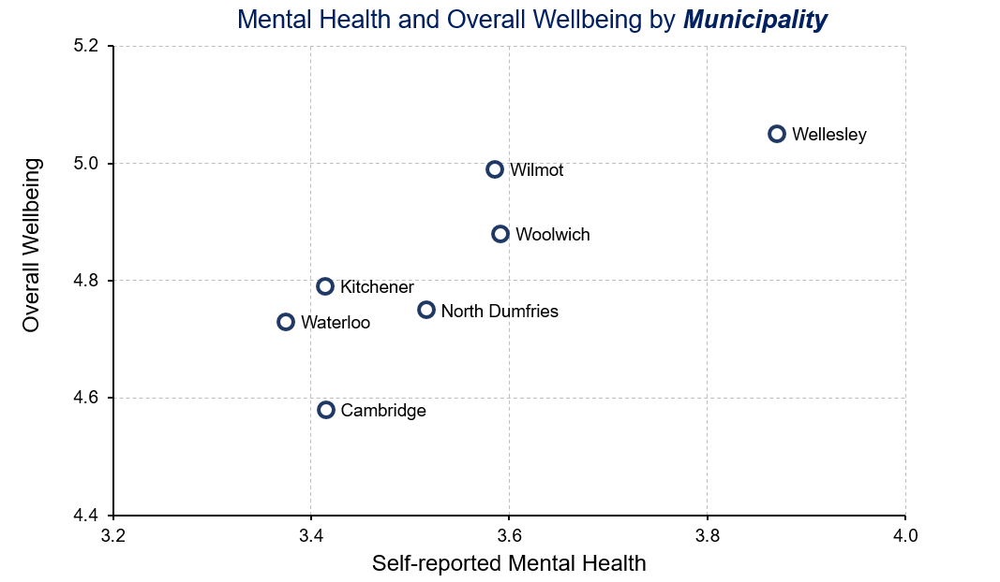 Mental Health and Overall Wellbeing by Municipality
5.2
5.0
4.8
4.6
4.4
Overall Wellbeing
Wellesley
Wilmot
Woolwich
Kitchener
North Dumfries
Waterloo
Cambridge
3.2 3.4 3.6 3.8 4.0
Self-reported Mental Health